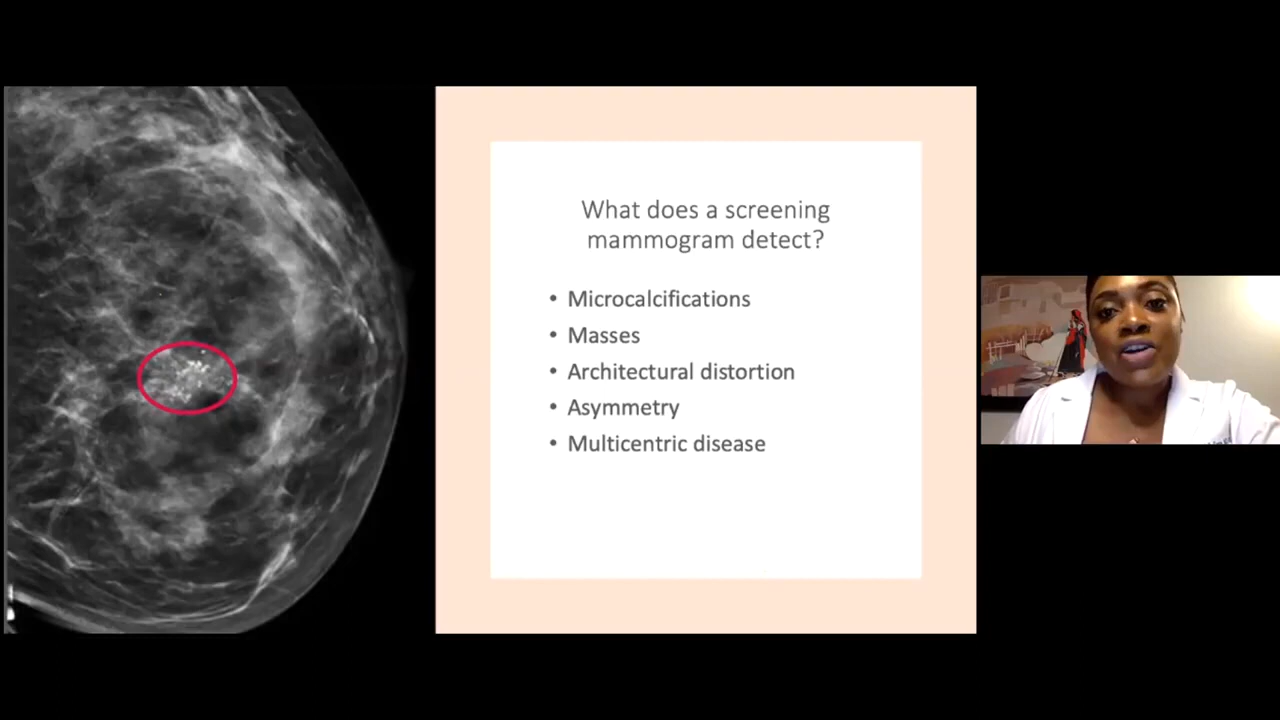 What does a screening
mammogram detect?
• Microcalcifications
• Masses
• Architectural distortion
• Asymmetry
• Multicentric disease